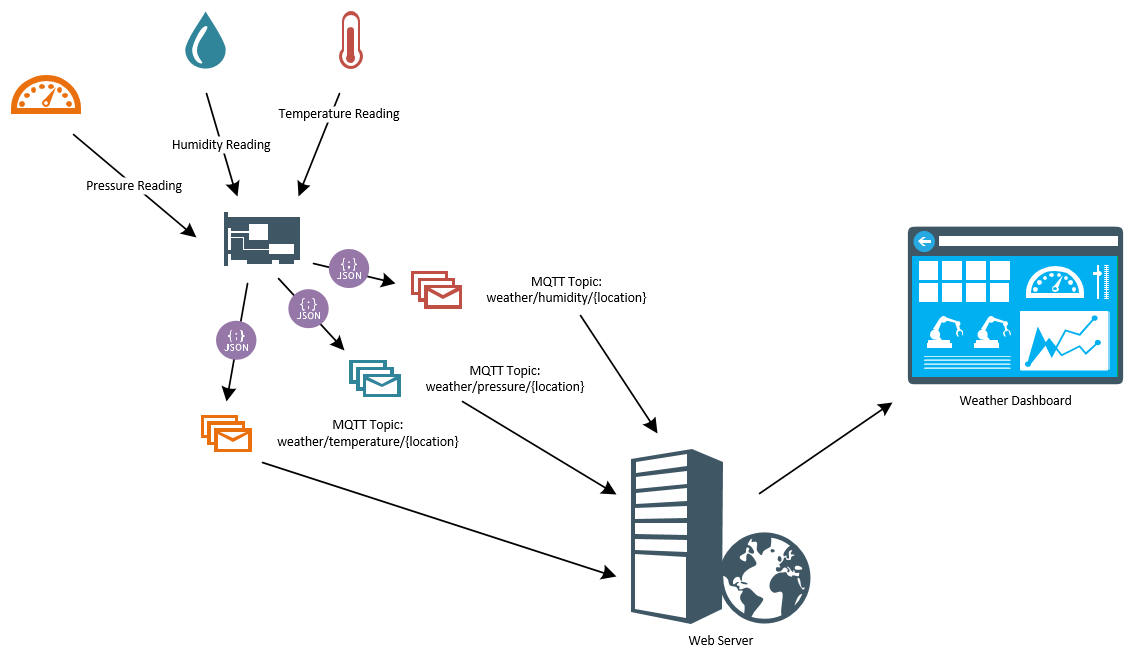 Temperature Reading
Humidity Reading
Pressure Reading
{;}
JSON
{;}
JSON
{;}
JSON
MQTT Topic:
weather/humidity/{location}
MQTT Topic:
weather/pressure/{location}
MQTT Topic:
weather/temperature/{location}
Weather Dashboard
Web Server